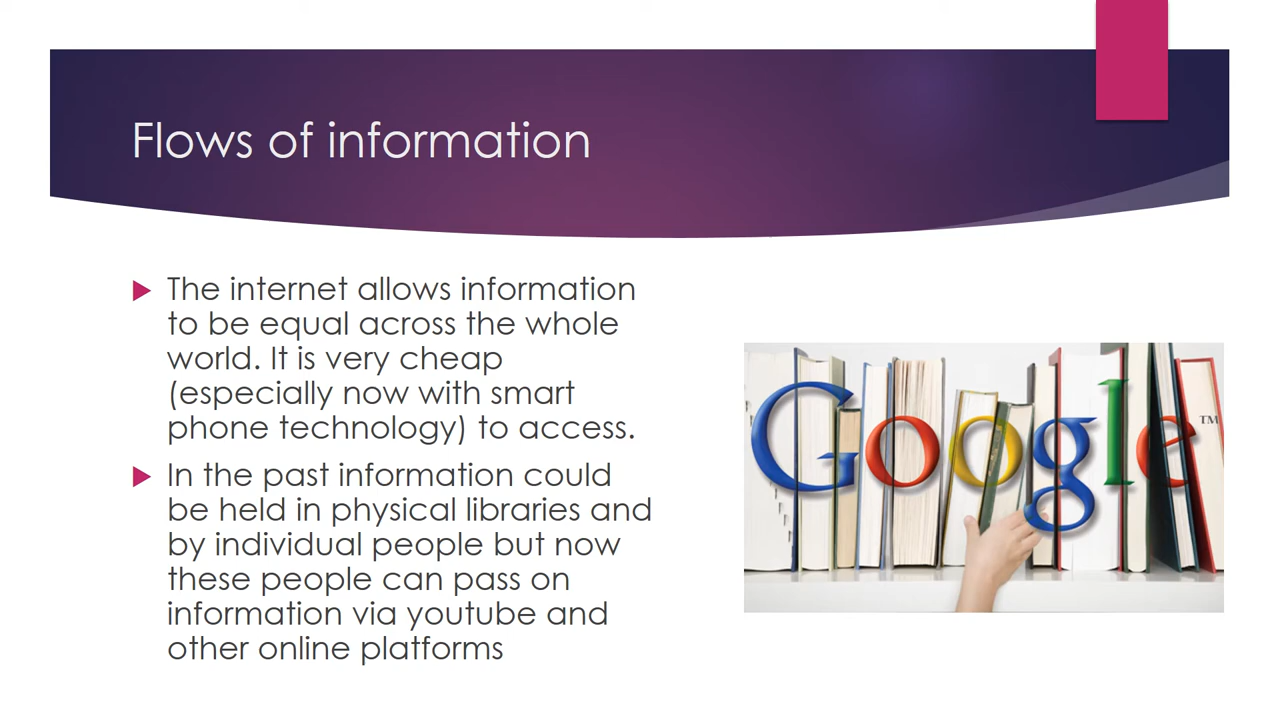 Flows of information
The internet allows information
to be equal across the whole
world. It is very cheap
(especially now with smart
phone technology) to access.
In the past information could
be held in physical libraries and
by individual people but now
these people can pass on
information via youtube and
other online platforms
Google™